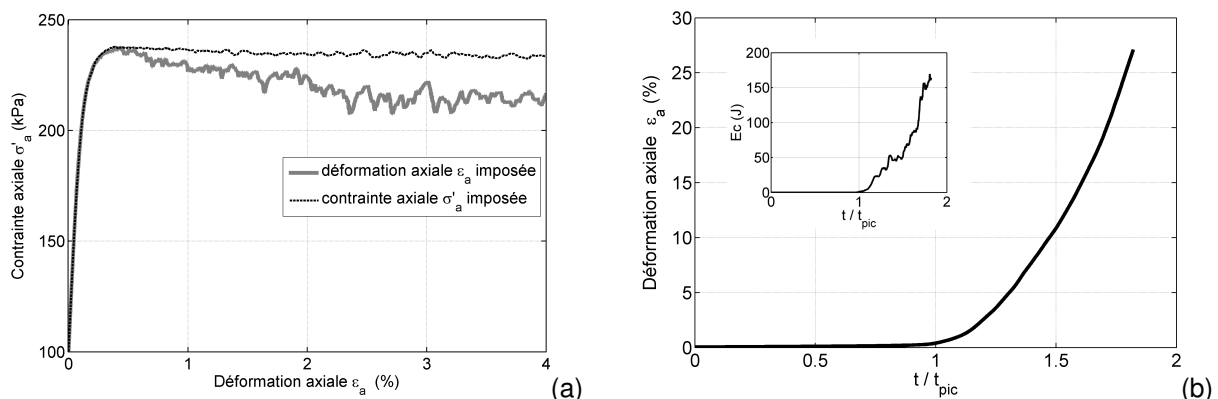 250
200
150
100
0
1
2
3
4
Contrainte axiale σ'a (kPa)
Déformation axiale εa (%)
déformation axiale εa imposée
contrainte axiale σ'a imposée
(a)
30
25
20
15
10
5
0
0
0.5
1
1.5
2
Déformation axiale εa (%)
t / tpic
200
150
100
50
0
0
1
2
Ec (J)
t / tpic
(b)